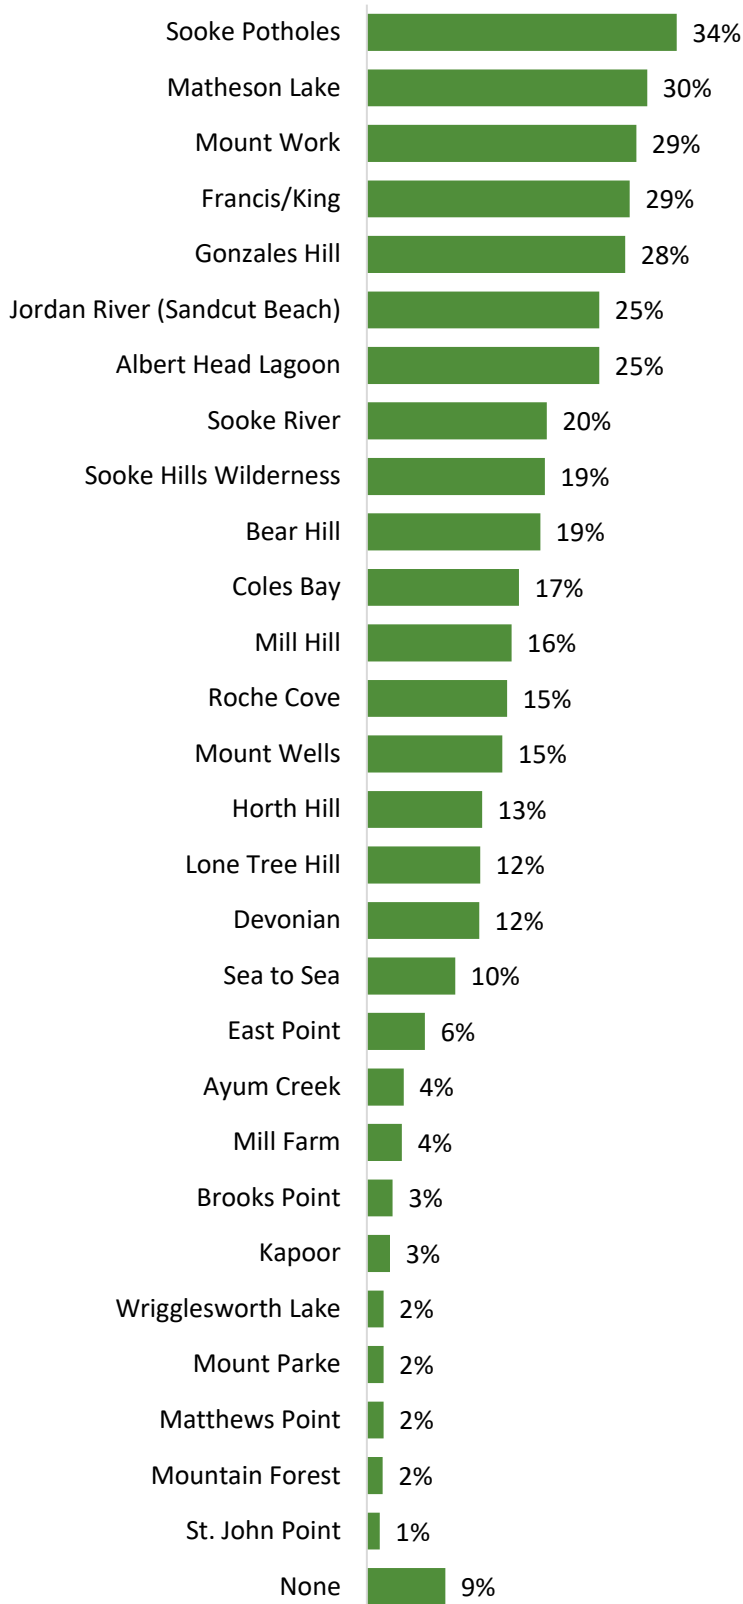 Sooke Potholes 34%
Matheson Lake 30%
Mount Work 29%
Francis/King 29%
Gonzales Hill 28%
Jordan River (Sandcut Beach) 25%
Albert Head Lagoon 25%
Sooke River 20%
Sooke Hills Wilderness 19%
Bear Hill 19%
Coles Bay 17%
Mill Hill 16%
Roche Cove 15%
Mount Wells 15%
Horth Hill 13%
Lone Tree Hill 12%
Devonian 12%
Sea to Sea 10%
East Point 6%
Ayum Creek 4%
Mill Farm 4%
Brooks Point 3%
Kapoor 3%
Wrigglesworth Lake 2%
Mount Parke 2%
Matthews Point 2%
Mountain Forest 2%
St. John Point 1%
None 9%